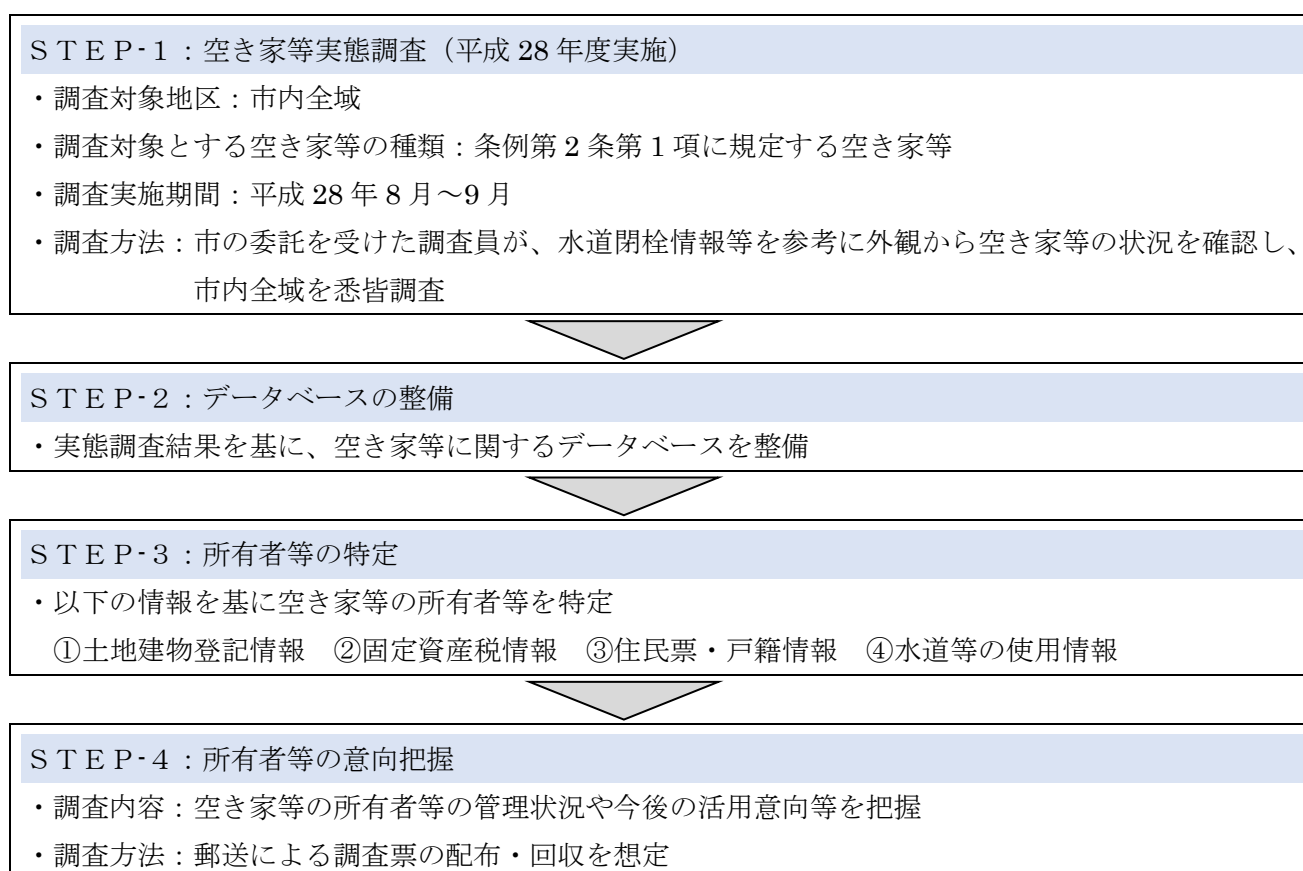 ＳＴＥＰ-１：空き家等実態調査（平成 28 年度実施）
・調査対象地区：市内全域
・調査対象とする空き家等の種類：条例第 2 条第 1 項に規定する空き家等
・調査実施期間：平成 28 年 8 月～9 月
・調査方法：市の委託を受けた調査員が、水道閉栓情報等を参考に外観から空き家等の状況を確認し、
市内全域を悉皆調査
ＳＴＥＰ-２：データベースの整備
・実態調査結果を基に、空き家等に関するデータベースを整備
ＳＴＥＰ-３：所有者等の特定
・以下の情報を基に空き家等の所有者等を特定
①土地建物登記情報　②固定資産税情報　③住民票・戸籍情報　④水道等の使用情報
ＳＴＥＰ-４：所有者等の意向把握
・調査内容：空き家等の所有者等の管理状況や今後の活用意向等を把握
・調査方法：郵送による調査票の配布・回収を想定